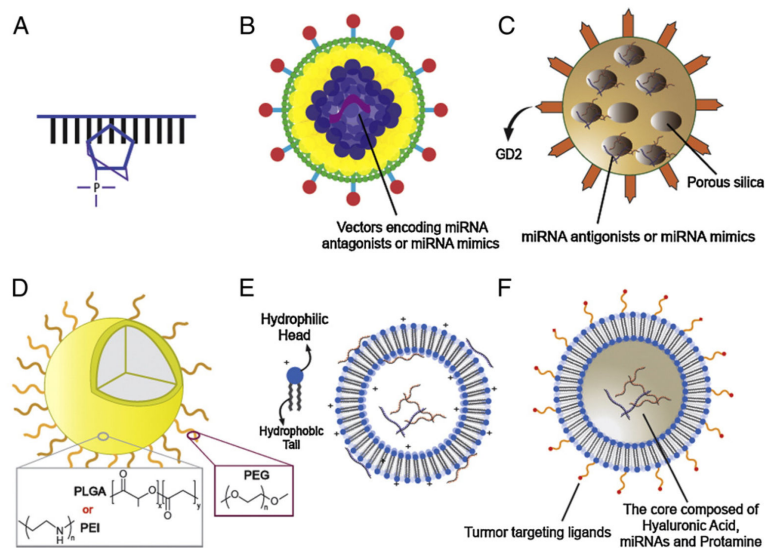 A
P
B
Vectors encoding miRNA
antagonists or miRNA mimics
C
GD2
Porous silica
miRNA antigonists or miRNA mimics
D
PLGA
O
O
O
x
y
or
N
H
n
PEI
PEG
O
n
O
E
Hydrophilic
Head
+
Hydrophobic
Tail
+
+
+
+
+
+
+
+
F
Turmor targeting ligands
The core composed of
Hyaluronic Acid,
miRNAs and Protamine